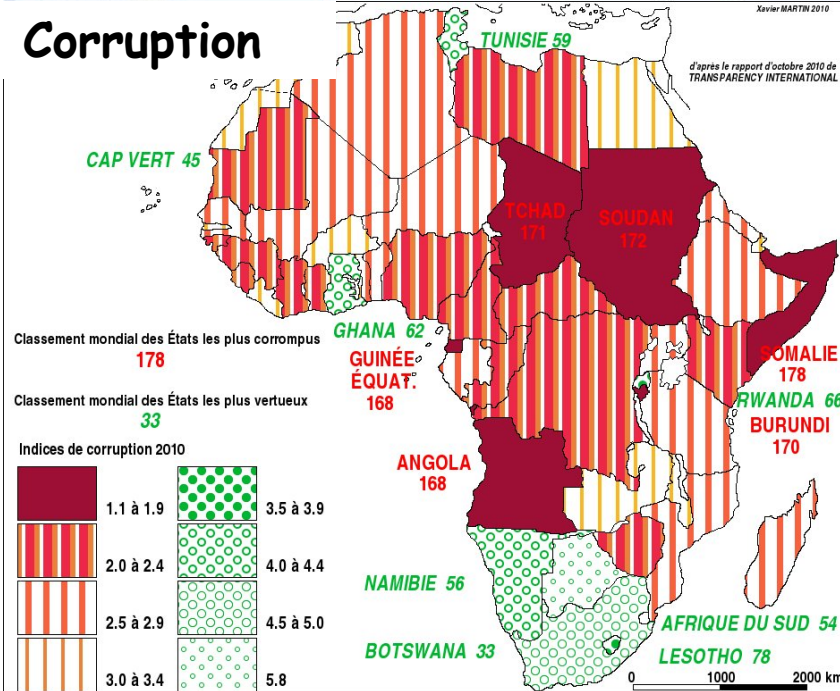 Corruption
Xavier MARTIN 2010
d'après le rapport d'octobre 2010 de
TRANSPARENCY INTERNATIONAL
TUNISIE 59
CAP VERT 45
TCHAD
171
SOUDAN
172
GHANA 62
GUINÉE
ÉQUAT.
168
SOMALIE
178
RWANDA 66
BURUNDI
170
ANGOLA
168
NAMIBIE 56
BOTSWANA 33
AFRIQUE DU SUD 54
LESOTHO 78
Classement mondial des États les plus corrompus
178
Classement mondial des États les plus vertueux
33
Indices de corruption 2010
1.1 à 1.9
2.0 à 2.4
2.5 à 2.9
3.0 à 3.4
3.5 à 3.9
4.0 à 4.4
4.5 à 5.0
5.8
0 1000 2000 km